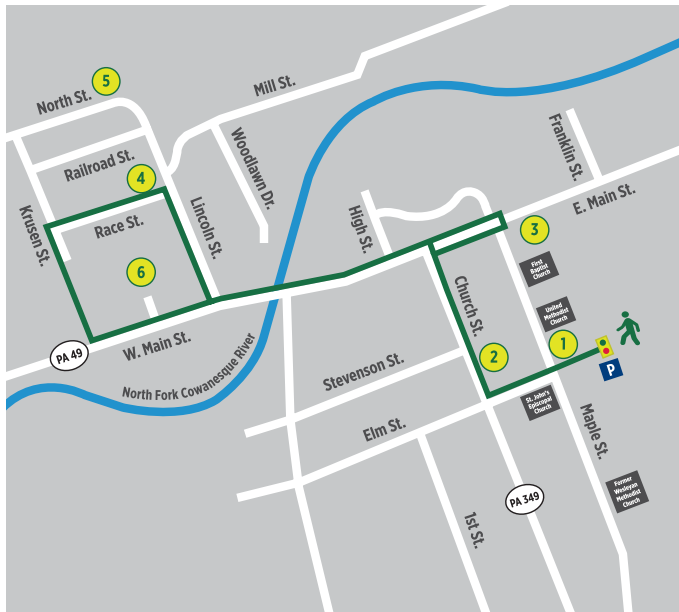 5
North St.
Mill St.
Railroad St.
Woodlawn Dr.
Franklin St.
4
Krusen St.
Race St.
Lincoln St.
High St.
E. Main St.
3
First
Baptist
Church
6
Church St.
United
Methodist
Church
PA 49
W. Main St.
North Fork Cowanesque River
Stevenson St.
2
1
P
St. John's
Episcopal
Church
Elm St.
Maple St.
PA 349
1st St.
Former
Wesleyan
Methodist
Church